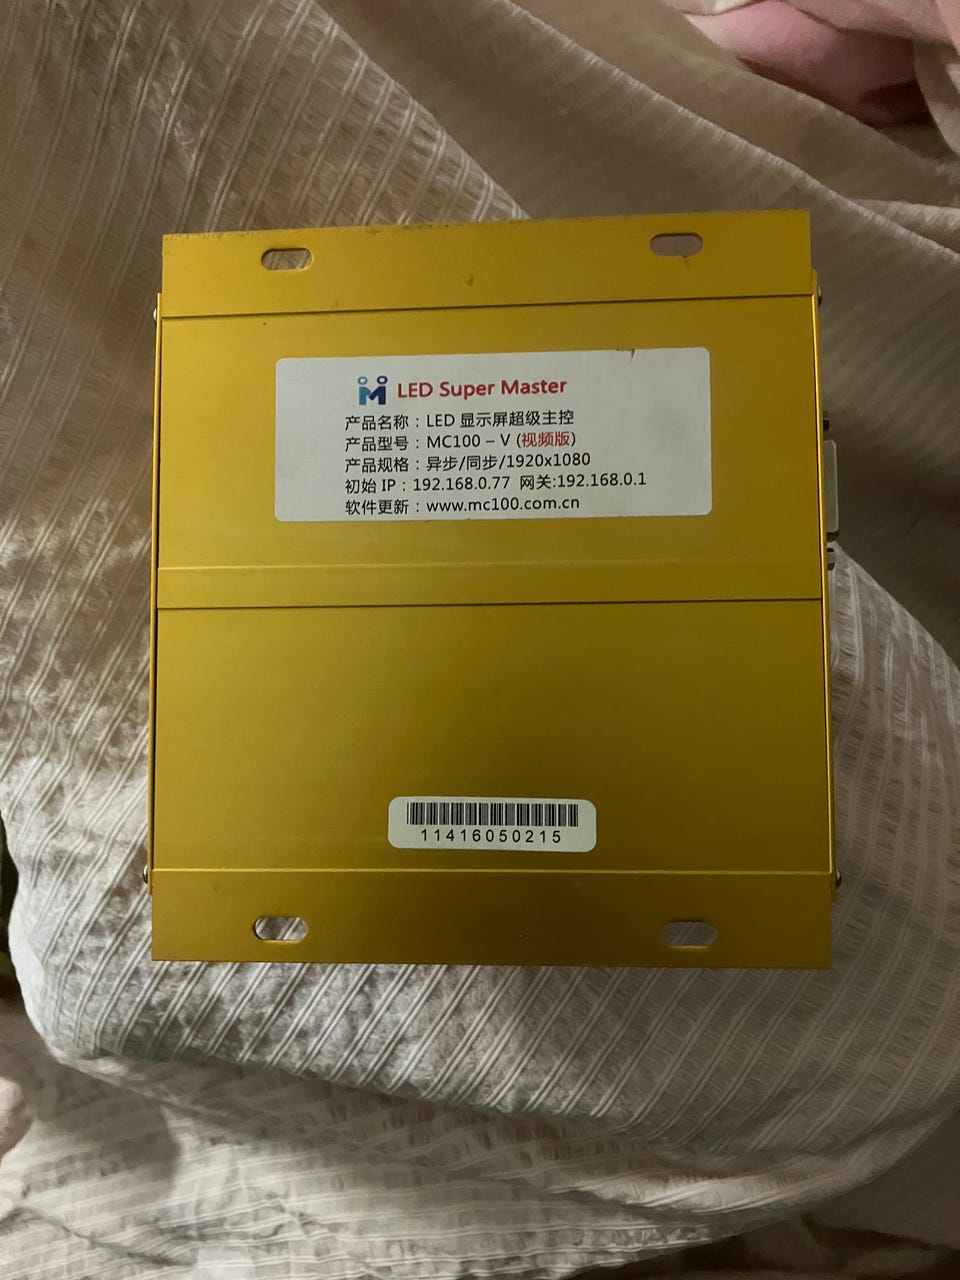 LED Super Master
产品名称：LED 显示屏超级主控
产品型号：MC100 – V (视频版)
产品规格：异步/同步/1920x1080
初始 IP：192.168.0.77 网关:192.168.0.1
软件更新：www.mc100.com.cn
11416050215